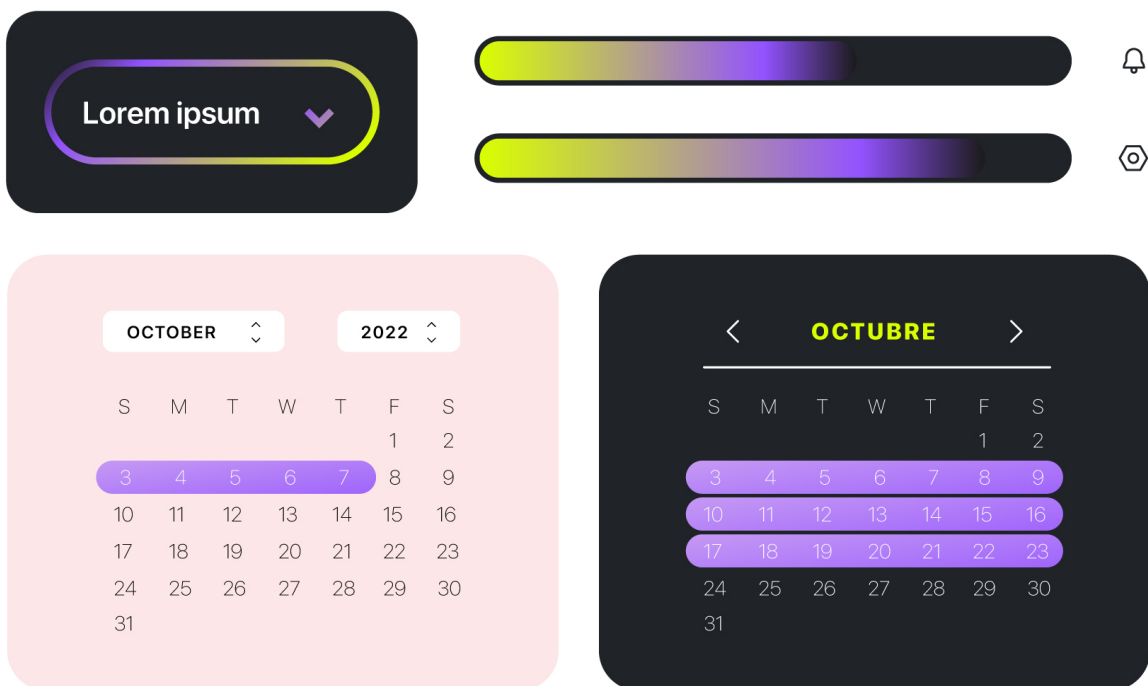 Lorem ipsum
OCTOBER 2022
S M T W T F S
1 2
3 4 5 6 7 8 9
10 11 12 13 14 15 16
17 18 19 20 21 22 23
24 25 26 27 28 29 30
31
OCTUBRE
S M T W T F S
1 2
3 4 5 6 7 8 9
10 11 12 13 14 15 16
17 18 19 20 21 22 23
24 25 26 27 28 29 30
31